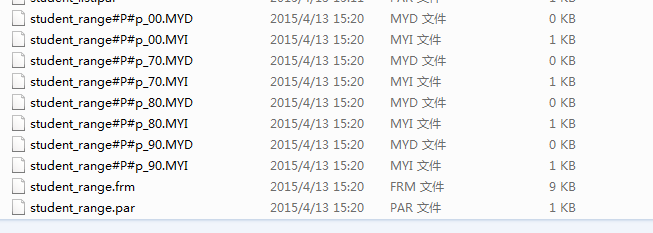 student_range#P#p_00.MYD 2015/4/13 15:20 MYD 文件 0 KB
student_range#P#p_00.MYI 2015/4/13 15:20 MYI 文件 1 KB
student_range#P#p_70.MYD 2015/4/13 15:20 MYD 文件 0 KB
student_range#P#p_70.MYI 2015/4/13 15:20 MYI 文件 1 KB
student_range#P#p_80.MYD 2015/4/13 15:20 MYD 文件 0 KB
student_range#P#p_80.MYI 2015/4/13 15:20 MYI 文件 1 KB
student_range#P#p_90.MYD 2015/4/13 15:20 MYD 文件 0 KB
student_range#P#p_90.MYI 2015/4/13 15:20 MYI 文件 1 KB
student_range.frm 2015/4/13 15:20 FRM 文件 9 KB
student_range.par 2015/4/13 15:20 PAR 文件 1 KB